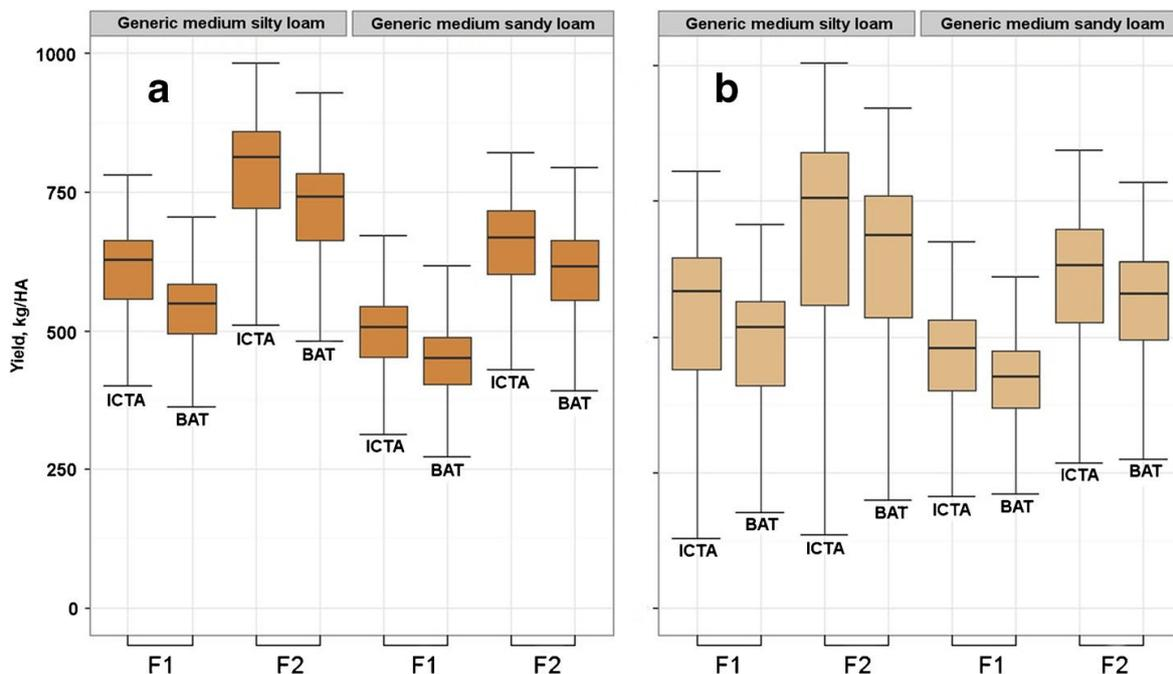 Generic medium silty loam Generic medium sandy loam Generic medium silty loam Generic medium sandy loam
1000
a b
750
500
250
0
Yield, kg/HA
ICTA BAT ICTA BAT ICTA BAT ICTA BAT
ICTA BAT ICTA BAT ICTA BAT ICTA BAT
F1 F2 F1 F2 F1 F2 F1 F2